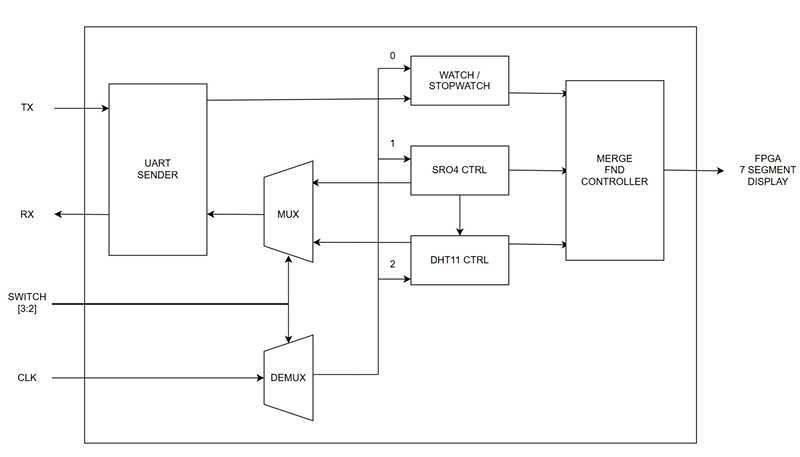 0
WATCH /
STOPWATCH
TX
UART
SENDER
1
SRO4 CTRL
MERGE
FND
CONTROLLER
FPGA
7 SEGMENT
DISPLAY
RX
MUX
2
DHT11 CTRL
SWITCH
[3:2]
CLK
DEMUX